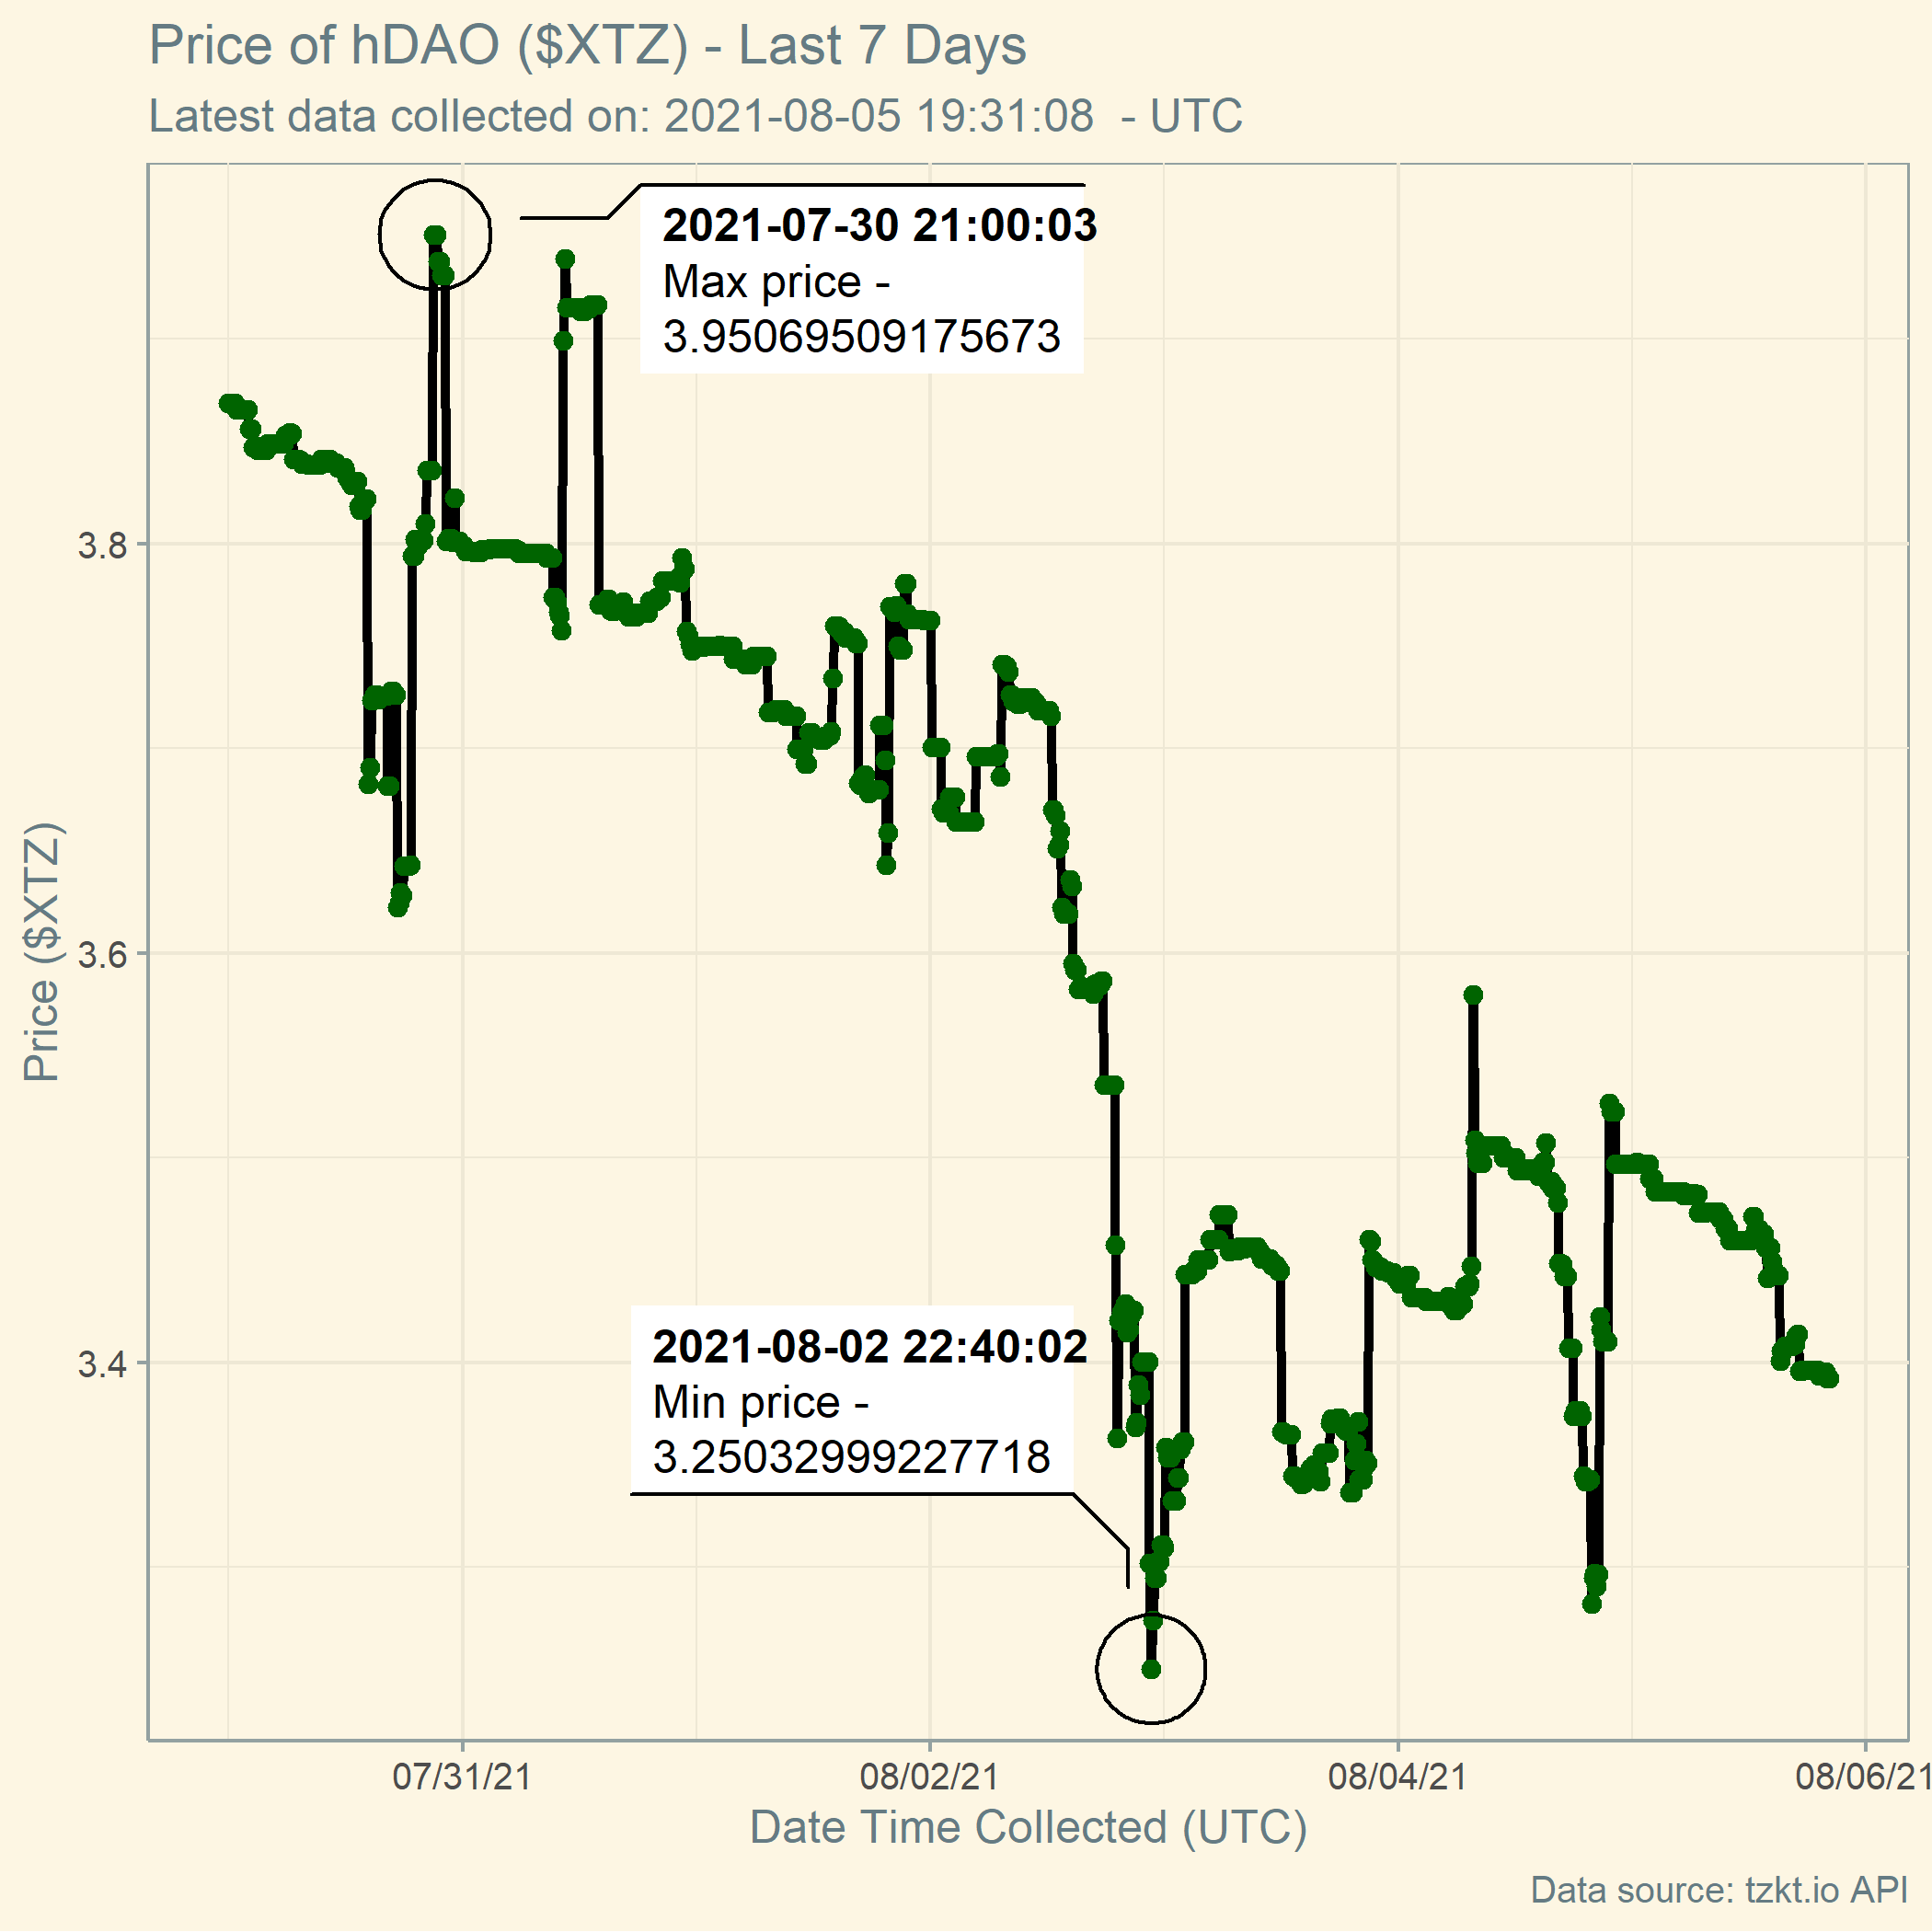 Price of hDAO ($XTZ) - Last 7 Days
Latest data collected on: 2021-08-05 19:31:08  - UTC
2021-07-30 21:00:03
Max price -
3.95069509175673
3.8
3.6
3.4
Price ($XTZ)
2021-08-02 22:40:02
Min price -
3.25032999227718
07/31/21
08/02/21
08/04/21
08/06/21
Date Time Collected (UTC)
Data source: tzkt.io API